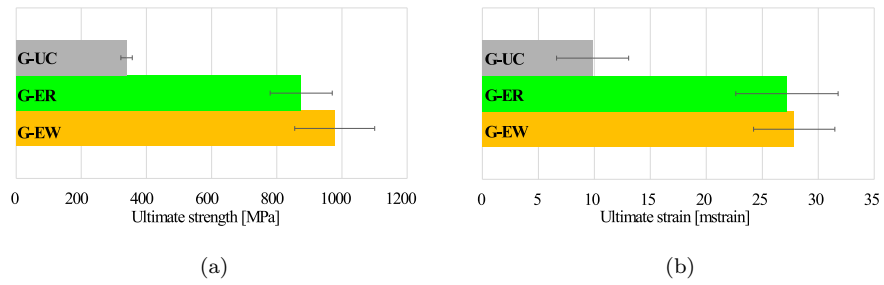 G-UC
G-ER
G-EW
0 200 400 600 800 1000 1200
Ultimate strength [MPa]
(a)
G-UC
G-ER
G-EW
0 5 10 15 20 25 30 35
Ultimate strain [mstrain]
(b)